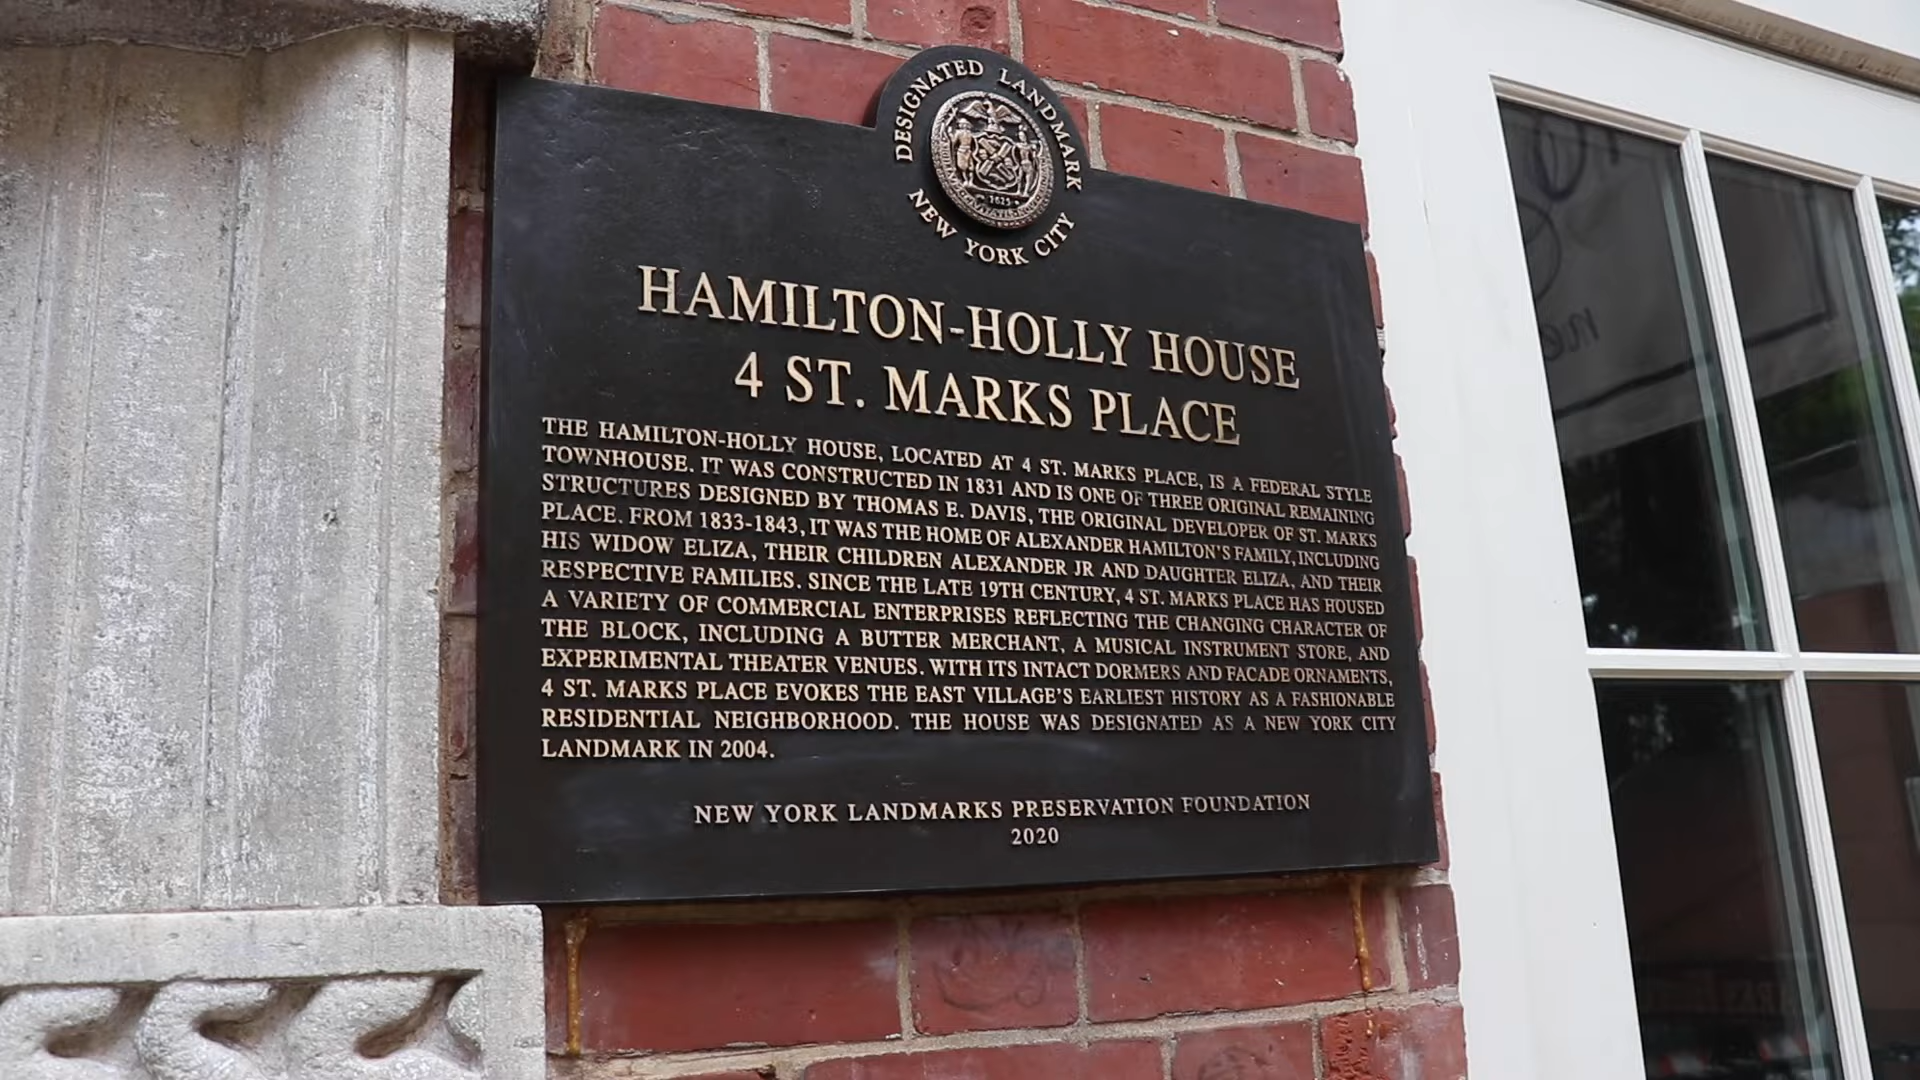 DESIGNATED LANDMARK
NEW YORK CITY
1625
HAMILTON-HOLLY HOUSE
4 ST. MARKS PLACE
THE HAMILTON-HOLLY HOUSE, LOCATED AT 4 ST. MARKS PLACE, IS A FEDERAL STYLE
TOWNHOUSE. IT WAS CONSTRUCTED IN 1831 AND IS ONE OF THREE ORIGINAL REMAINING
STRUCTURES DESIGNED BY THOMAS E. DAVIS, THE ORIGINAL DEVELOPER OF ST. MARKS
PLACE. FROM 1833-1843, IT WAS THE HOME OF ALEXANDER HAMILTON'S FAMILY, INCLUDING
HIS WIDOW ELIZA, THEIR CHILDREN ALEXANDER JR AND DAUGHTER ELIZA, AND THEIR
RESPECTIVE FAMILIES. SINCE THE LATE 19TH CENTURY, 4 ST. MARKS PLACE HAS HOUSED
A VARIETY OF COMMERCIAL ENTERPRISES REFLECTING THE CHANGING CHARACTER OF
THE BLOCK, INCLUDING A BUTTER MERCHANT, A MUSICAL INSTRUMENT STORE, AND
EXPERIMENTAL THEATER VENUES. WITH ITS INTACT DORMERS AND FACADE ORNAMENTS,
4 ST. MARKS PLACE EVOKES THE EAST VILLAGE'S EARLIEST HISTORY AS A FASHIONABLE
RESIDENTIAL NEIGHBORHOOD. THE HOUSE WAS DESIGNATED AS A NEW YORK CITY
LANDMARK IN 2004.
NEW YORK LANDMARKS PRESERVATION FOUNDATION
2020